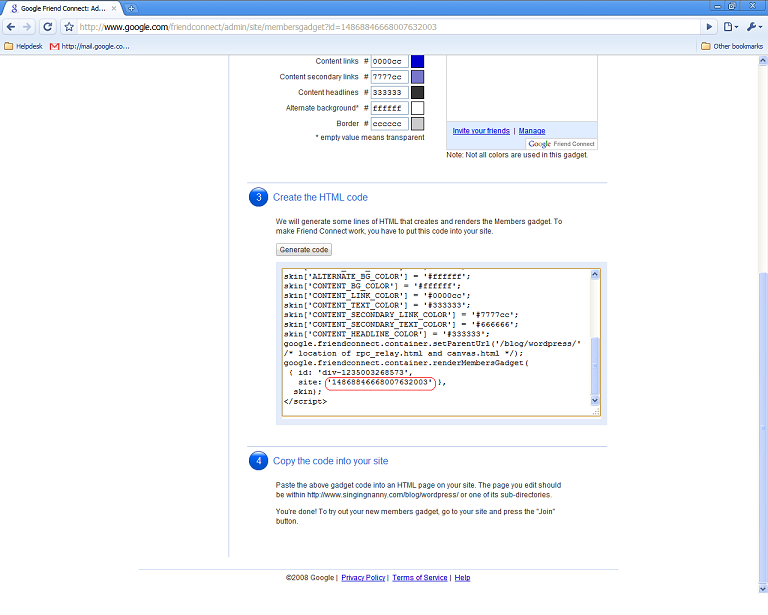 Google Friend Connect: Ad...
http://www.google.com/friendconnect/admin/site/membersgadget?id=14868846668007632003
Helpdesk http://mail.google.co... Other bookmarks
Content links # 0000cc
Content secondary links # 7777cc
Content headlines # 333333
Alternate background* # ffffff
Border # cccccc
* empty value means transparent
Invite your friends | Manage
Google Friend Connect
Note: Not all colors are used in this gadget.
3 Create the HTML code
We will generate some lines of HTML that creates and renders the Members gadget. To
make Friend Connect work, you have to put this code into your site.
Generate code
skin['ALTERNATE_BG_COLOR'] = '#ffffff';
skin['CONTENT_BG_COLOR'] = '#ffffff';
skin['CONTENT_LINK_COLOR'] = '#0000cc';
skin['CONTENT_TEXT_COLOR'] = '#333333';
skin['CONTENT_SECONDARY_LINK_COLOR'] = '#7777cc';
skin['CONTENT_SECONDARY_TEXT_COLOR'] = '#666666';
skin['CONTENT_HEADLINE_COLOR'] = '#333333';
google.friendconnect.container.setParentUrl('/blog/wordpress/'
/* location of rpc_relay.html and canvas.html */);
google.friendconnect.container.renderMembersGadget(
{ id: 'div-1235003268573',
site: '14868846668007632003' },
skin);
</script>
4 Copy the code into your site
Paste the above gadget code into an HTML page on your site. The page you edit should
be within http://www.singingnanny.com/blog/wordpress/ or one of its sub-directories.
You're done! To try out your new members gadget, go to your site and press the "Join"
button.
©2008 Google | Privacy Policy | Terms of Service | Help